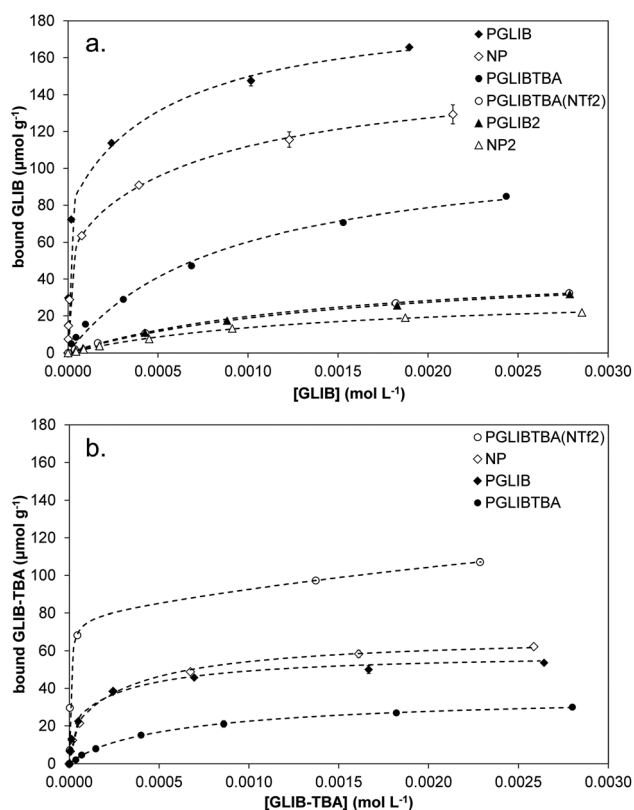 a.
PGLIB
NP
PGLIBTBA
PGLIBTBA(NTf2)
PGLIB2
NP2
bound GLIB (µmol g⁻¹)
180
160
140
120
100
80
60
40
20
0
0.0000 0.0005 0.0010 0.0015 0.0020 0.0025 0.0030
[GLIB] (mol L⁻¹)
b.
PGLIBTBA(NTf2)
NP
PGLIB
PGLIBTBA
bound GLIB-TBA (µmol g⁻¹)
180
160
140
120
100
80
60
40
20
0
0.0000 0.0005 0.0010 0.0015 0.0020 0.0025 0.0030
[GLIB-TBA] (mol L⁻¹)